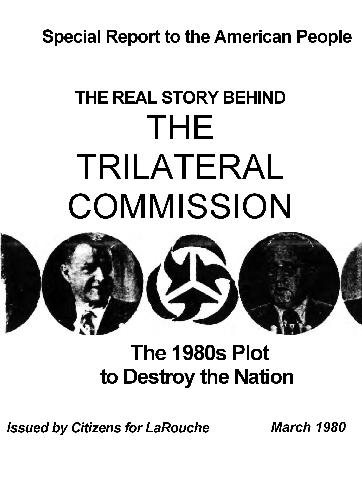 Special Report to the American People
THE REAL STORY BEHIND
THE
TRILATERAL
COMMISSION
The 1980s Plot
to Destroy the Nation
Issued by Citizens for LaRouche March 1980